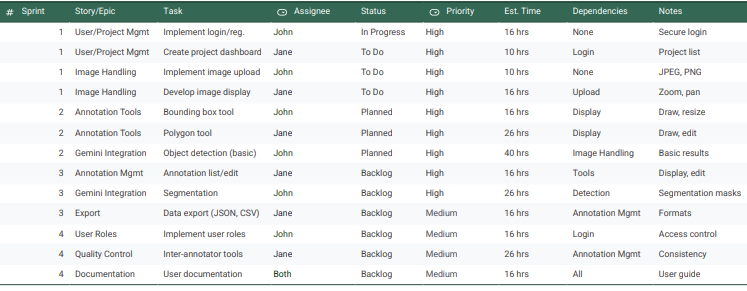 # Sprint Story/Epic Task Assignee Status Priority Est. Time Dependencies Notes
1 User/Project Mgmt Implement login/reg. John In Progress High 16 hrs None Secure login
1 User/Project Mgmt Create project dashboard Jane To Do High 10 hrs Login Project list
1 Image Handling Implement image upload John To Do High 10 hrs None JPEG, PNG
1 Image Handling Develop image display Jane To Do High 16 hrs Upload Zoom, pan
2 Annotation Tools Bounding box tool John Planned High 16 hrs Display Draw, resize
2 Annotation Tools Polygon tool Jane Planned High 26 hrs Display Draw, edit
2 Gemini Integration Object detection (basic) John Planned High 40 hrs Image Handling Basic results
3 Annotation Mgmt Annotation list/edit Jane Backlog High 16 hrs Tools Display, edit
3 Gemini Integration Segmentation John Backlog High 26 hrs Detection Segmentation masks
3 Export Data export (JSON, CSV) Jane Backlog Medium 16 hrs Annotation Mgmt Formats
4 User Roles Implement user roles John Backlog Medium 16 hrs Login Access control
4 Quality Control Inter-annotator tools Jane Backlog Medium 26 hrs Annotation Mgmt Consistency
4 Documentation User documentation Both Backlog Medium 16 hrs All User guide